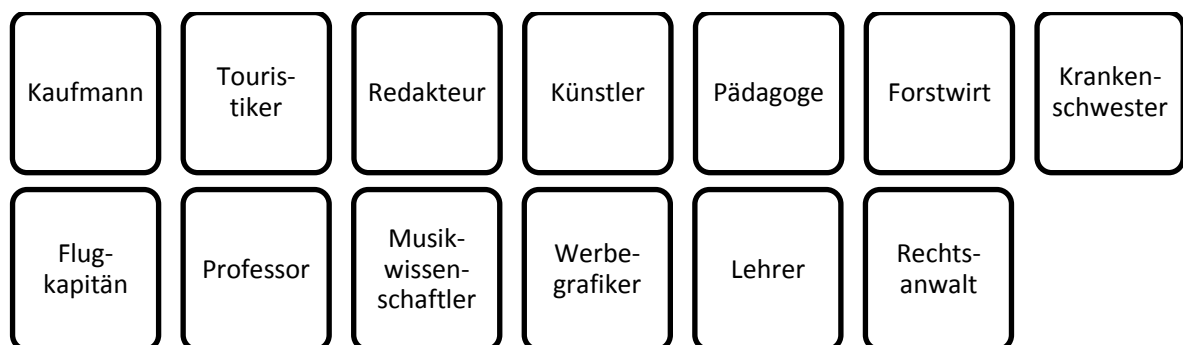 Kaufmann
Touris-
tiker
Redakteur
Künstler
Pädagoge
Forstwirt
Kranken-
schwester
Flug-
kapitän
Professor
Musik-
wissen-
schaftler
Werbe-
grafiker
Lehrer
Rechts-
anwalt